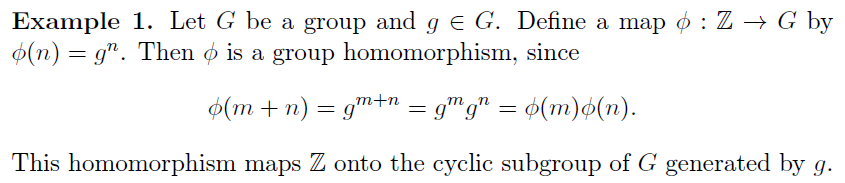 Example 1. Let G be a group and g ∈ G. Define a map ϕ : ℤ → G by
ϕ(n) = gⁿ. Then ϕ is a group homomorphism, since
ϕ(m + n) = gᵐ⁺ⁿ = gᵐgⁿ = ϕ(m)ϕ(n).
This homomorphism maps ℤ onto the cyclic subgroup of G generated by g.